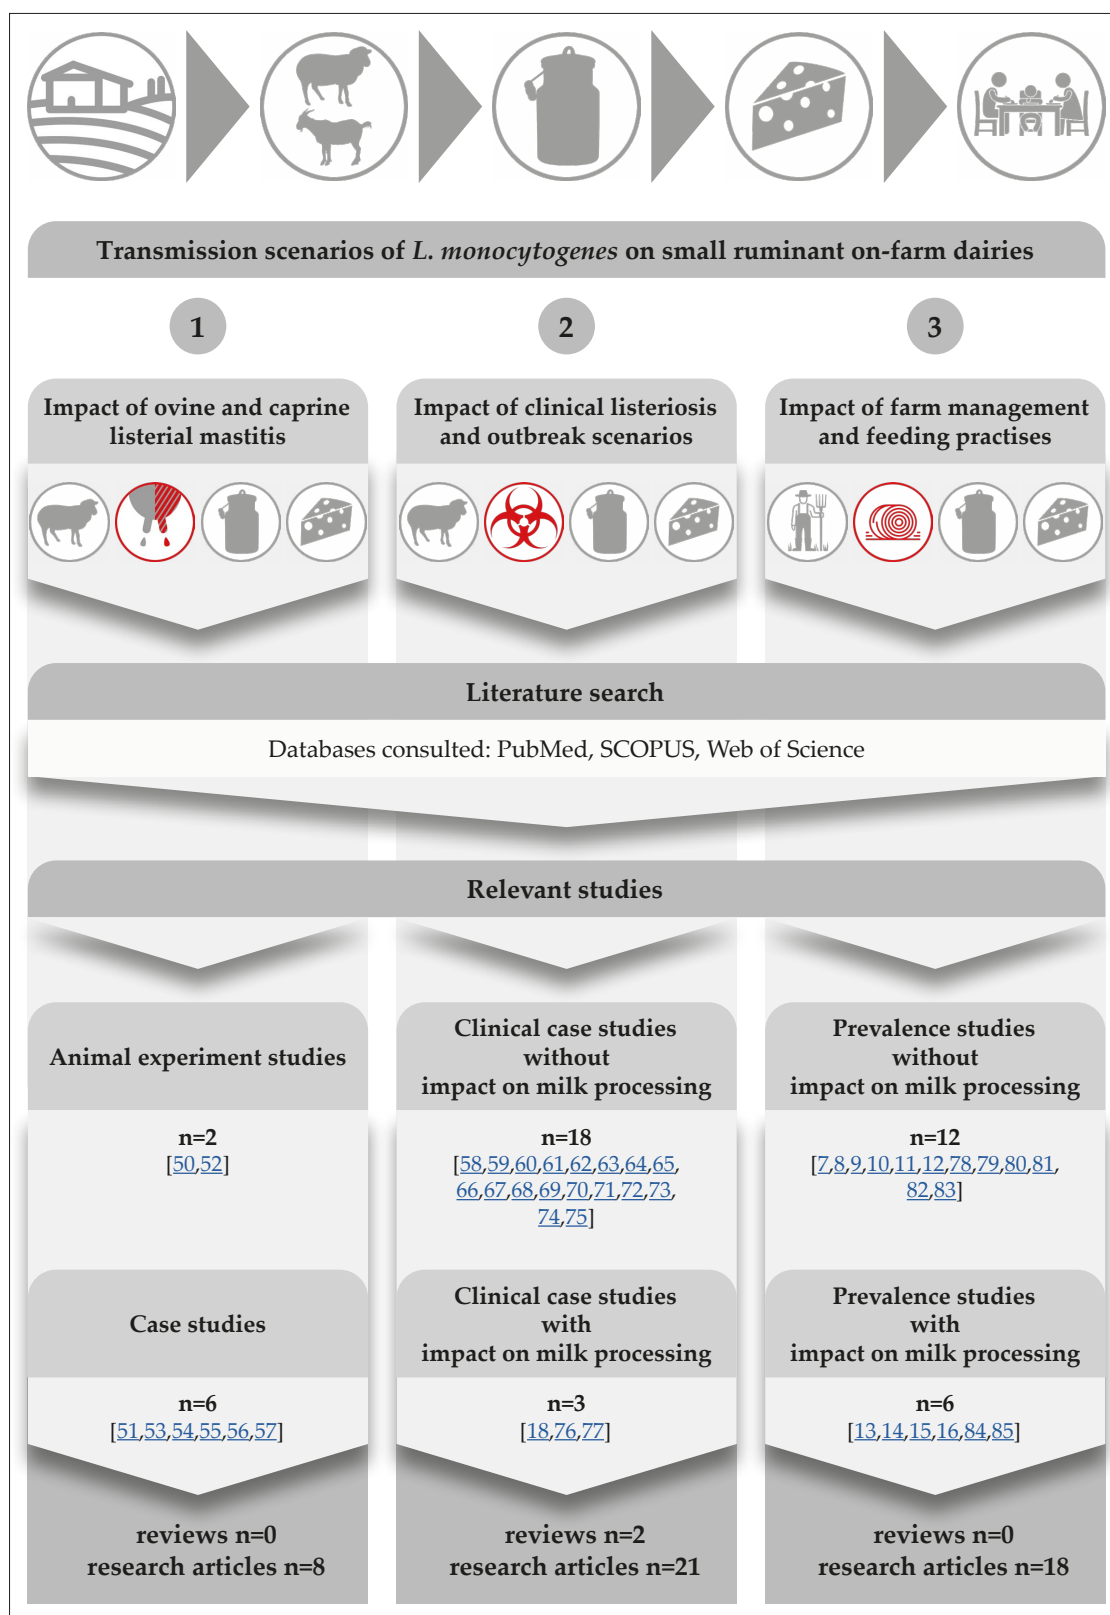 Transmission scenarios of L. monocytogenes on small ruminant on-farm dairies
1
2
3
Impact of ovine and caprine
listerial mastitis
Impact of clinical listeriosis
and outbreak scenarios
Impact of farm management
and feeding practises
Literature search
Databases consulted: PubMed, SCOPUS, Web of Science
Relevant studies
Animal experiment studies
n=2
[50,52]
Clinical case studies
without
impact on milk processing
n=18
[58,59,60,61,62,63,64,65,
66,67,68,69,70,71,72,73,
74,75]
Prevalence studies
without
impact on milk processing
n=12
[7,8,9,10,11,12,78,79,80,81,
82,83]
Case studies
n=6
[51,53,54,55,56,57]
Clinical case studies
with
impact on milk processing
n=3
[18,76,77]
Prevalence studies
with
impact on milk processing
n=6
[13,14,15,16,84,85]
reviews n=0
research articles n=8
reviews n=2
research articles n=21
reviews n=0
research articles n=18